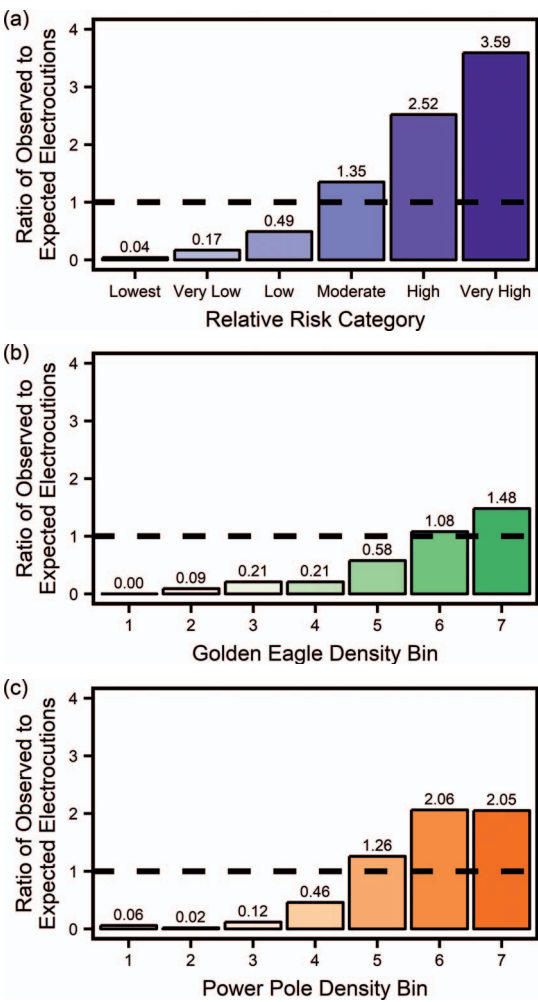 (a)
Ratio of Observed to
Expected Electrocutions
4
3
2
1
0
0.04
0.17
0.49
1.35
2.52
3.59
Lowest Very Low Low Moderate High Very High
Relative Risk Category
(b)
Ratio of Observed to
Expected Electrocutions
4
3
2
1
0
0.00
0.09
0.21
0.21
0.58
1.08
1.48
1 2 3 4 5 6 7
Golden Eagle Density Bin
(c)
Ratio of Observed to
Expected Electrocutions
4
3
2
1
0
0.06
0.02
0.12
0.46
1.26
2.06
2.05
1 2 3 4 5 6 7
Power Pole Density Bin